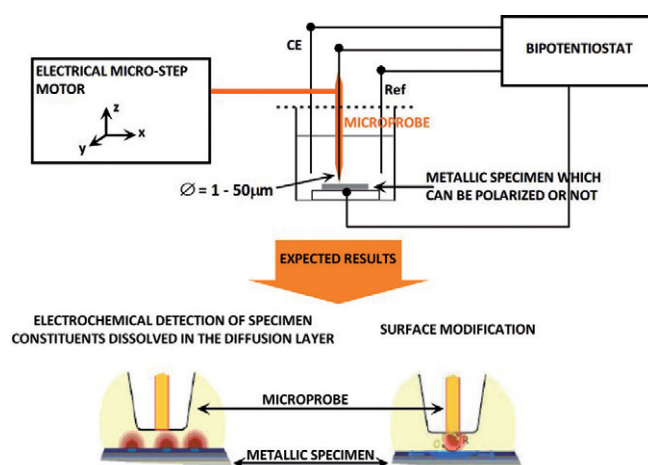 CE
BIPOTENTIOSTAT
ELECTRICAL MICRO-STEP
MOTOR
z
y
x
Ref
MICROPROBE
∅ = 1 - 50µm
METALLIC SPECIMEN WHICH
CAN BE POLARIZED OR NOT
EXPECTED RESULTS
ELECTROCHEMICAL DETECTION OF SPECIMEN
CONSTITUENTS DISSOLVED IN THE DIFFUSION LAYER
SURFACE MODIFICATION
MICROPROBE
O
R
METALLIC SPECIMEN